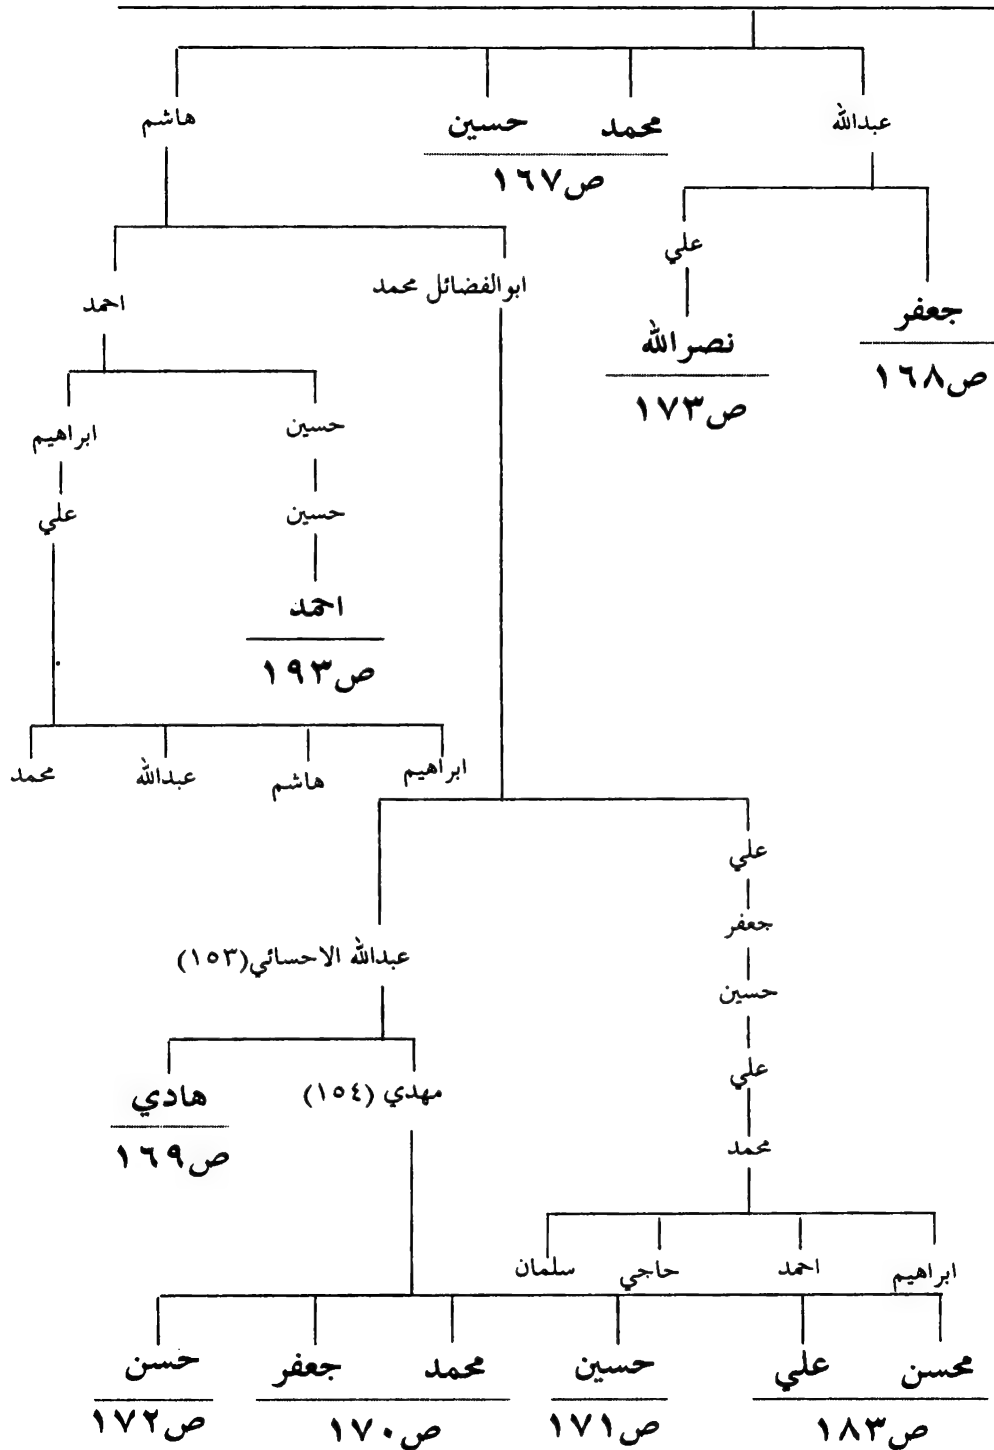 عبدالله محمد حسين هاشم
ص١٦٧
علي
ابوالفضائل محمد
احمد
جعفر
نصرالله
ص١٦٨
ص١٧٣
حسين ابراهيم
حسين علي
احمد
ص١٩٣
ابراهيم هاشم عبدالله محمد
علي
جعفر
عبدالله الاحسائي (١٥٣)
حسين
علي
مهدي (١٥٤) هادي
ص١٦٩
محمد
ابراهيم احمد حاجي سلمان
محسن علي حسين محمد جعفر حسن
ص١٨٣ ص١٧١ ص١٧٠ ص١٧٢